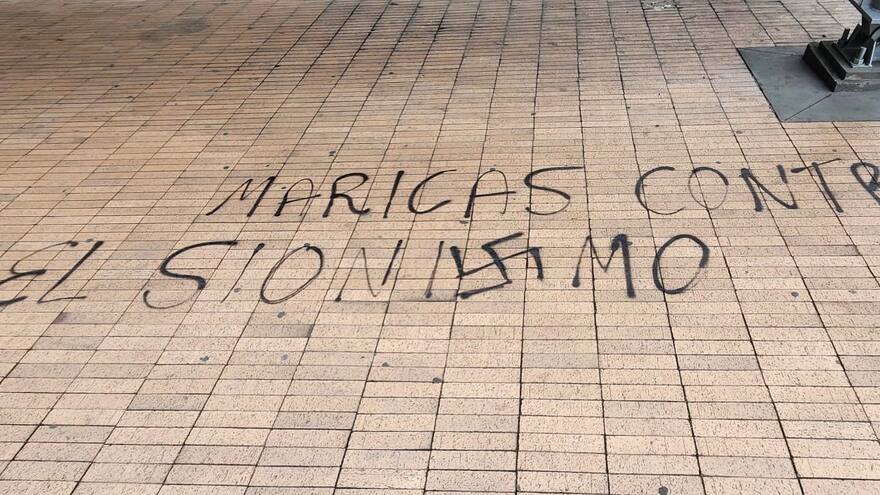 MARICAS CONTR
EL SIONI卐MO